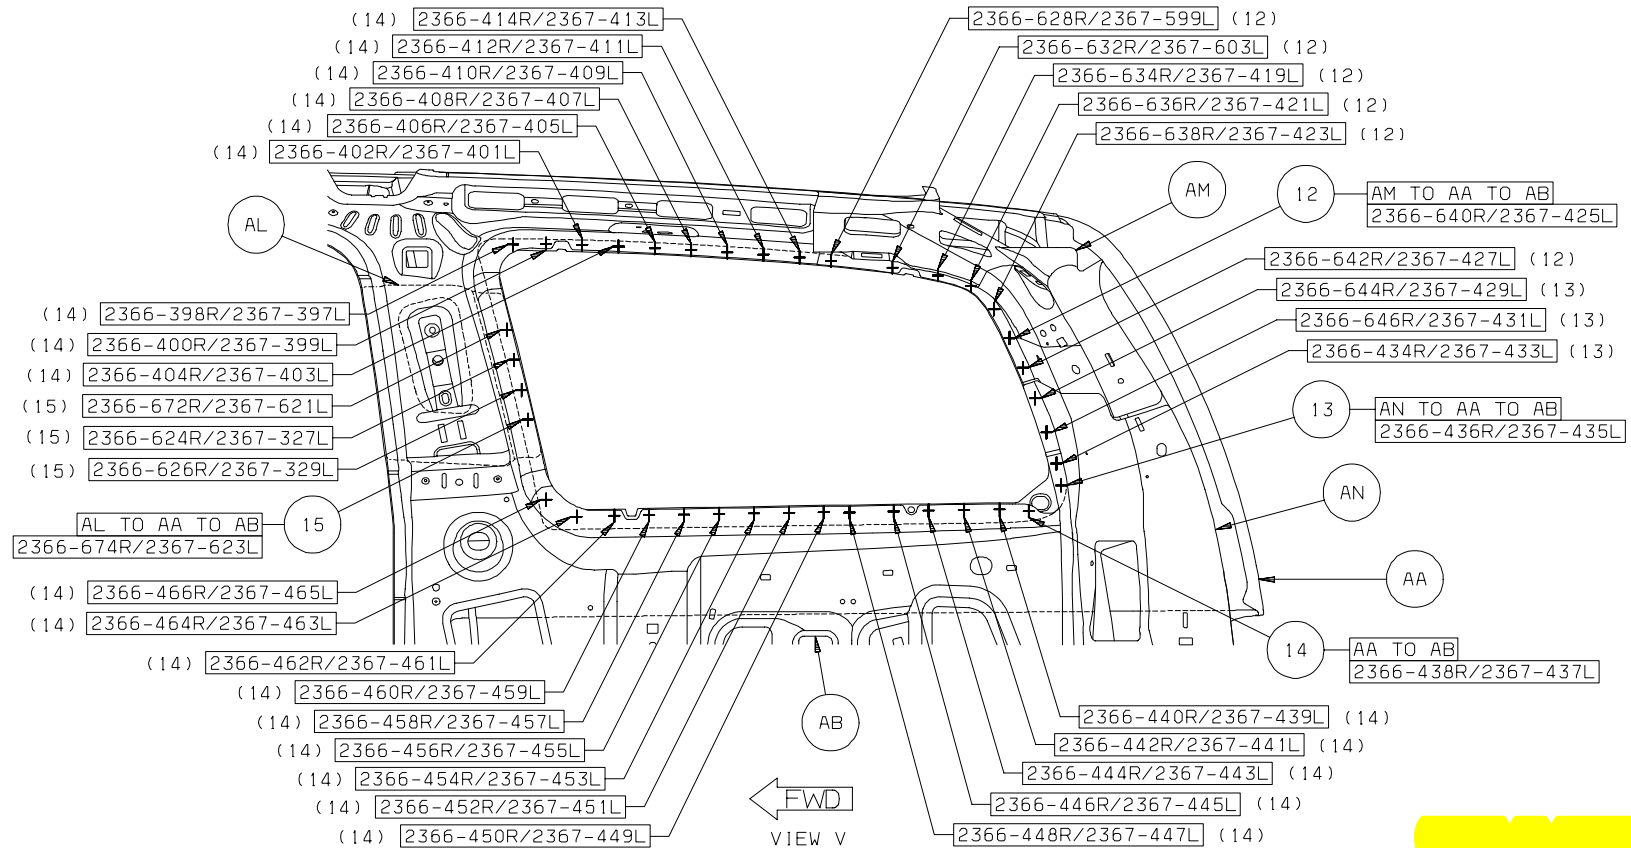 (14) 2366-414R/2367-413L
(14) 2366-412R/2367-411L
(14) 2366-410R/2367-409L
(14) 2366-408R/2367-407L
(14) 2366-406R/2367-405L
(14) 2366-402R/2367-401L
2366-628R/2367-599L (12)
2366-632R/2367-603L (12)
2366-634R/2367-419L (12)
2366-636R/2367-421L (12)
2366-638R/2367-423L (12)
AL
AM
12
AM TO AA TO AB
2366-640R/2367-425L
2366-642R/2367-427L (12)
2366-644R/2367-429L (13)
2366-646R/2367-431L (13)
2366-434R/2367-433L (13)
13
AN TO AA TO AB
2366-436R/2367-435L
AN
AA
(14) 2366-398R/2367-397L
(14) 2366-400R/2367-399L
(14) 2366-404R/2367-403L
(15) 2366-672R/2367-621L
(15) 2366-624R/2367-327L
(15) 2366-626R/2367-329L
AL TO AA TO AB
2366-674R/2367-623L
15
(14) 2366-466R/2367-465L
(14) 2366-464R/2367-463L
(14) 2366-462R/2367-461L
(14) 2366-460R/2367-459L
(14) 2366-458R/2367-457L
(14) 2366-456R/2367-455L
(14) 2366-454R/2367-453L
(14) 2366-452R/2367-451L
(14) 2366-450R/2367-449L
14
AA TO AB
2366-438R/2367-437L
AB
2366-440R/2367-439L (14)
2366-442R/2367-441L (14)
2366-444R/2367-443L (14)
2366-446R/2367-445L (14)
2366-448R/2367-447L (14)
FWD
VIEW V